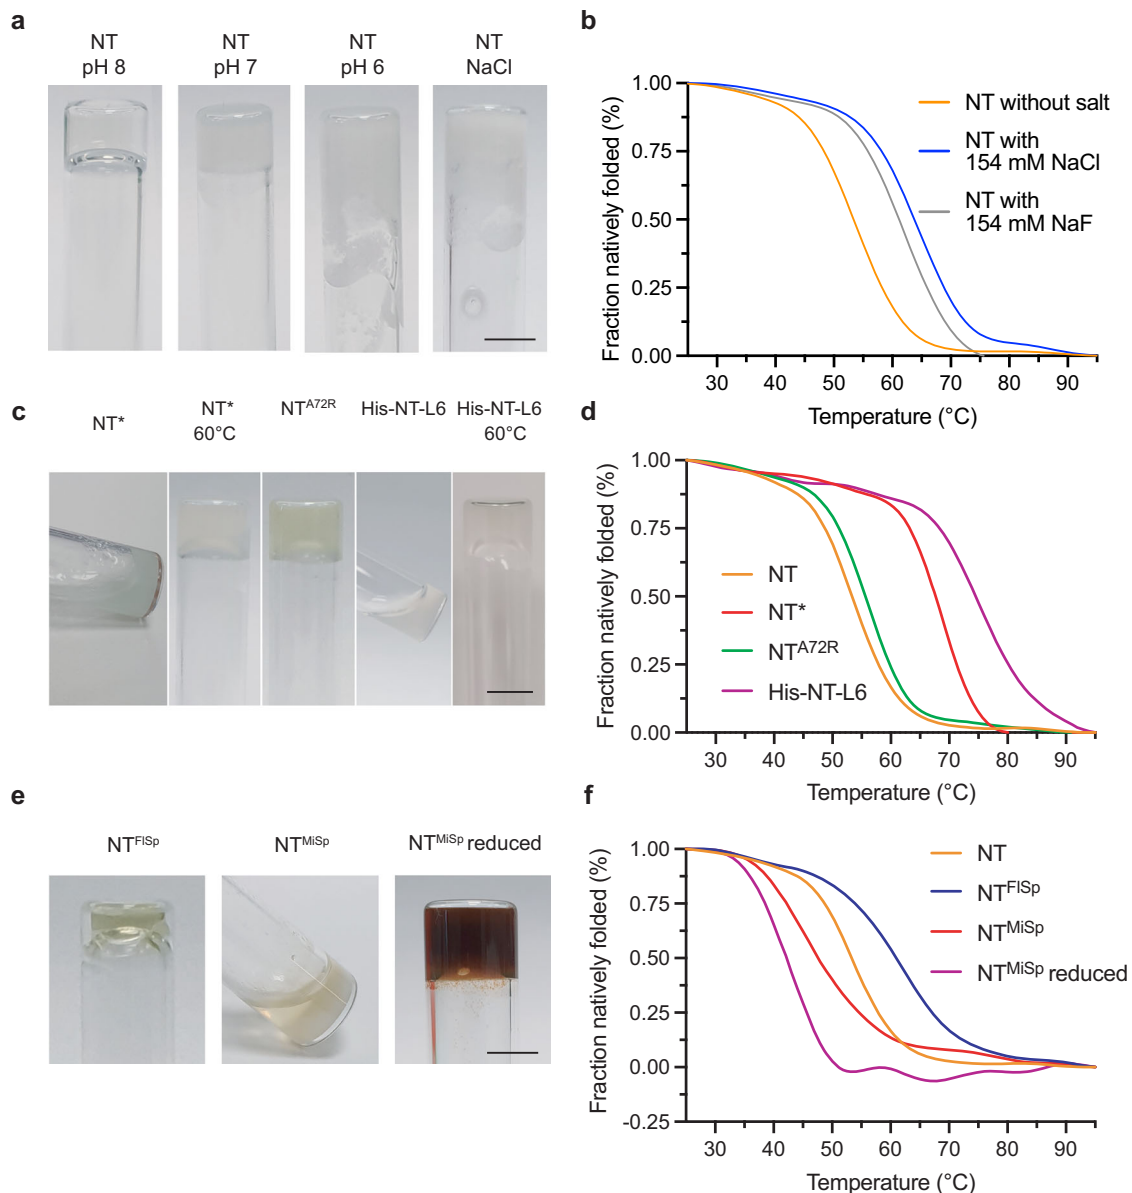 a
NT
pH 8
NT
pH 7
NT
pH 6
NT
NaCl
b
Fraction natively folded (%)
1.00
0.75
0.50
0.25
0.00
30 40 50 60 70 80 90
Temperature (°C)
NT without salt
NT with
154 mM NaCl
NT with
154 mM NaF
c
NT*
NT*
60°C
NTA72R
His-NT-L6
His-NT-L6
60°C
d
Fraction natively folded (%)
1.00
0.75
0.50
0.25
0.00
30 40 50 60 70 80 90
Temperature (°C)
NT
NT*
NTA72R
His-NT-L6
e
NTFlSp
NTMiSp
NTMiSp reduced
f
Fraction natively folded (%)
1.00
0.75
0.50
0.25
0.00
-0.25
30 40 50 60 70 80 90
Temperature (°C)
NT
NTFlSp
NTMiSp
NTMiSp reduced